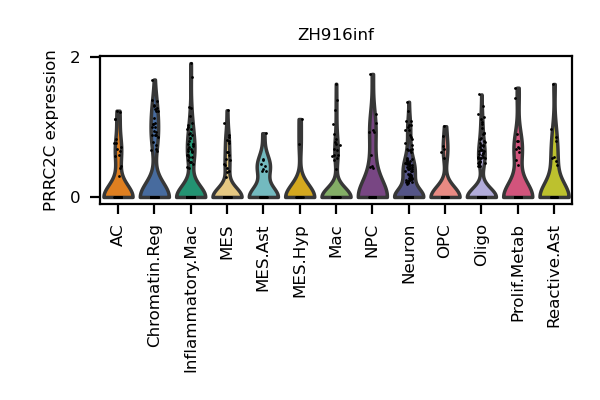 ZH916inf
PRRC2C expression
2
0
AC
Chromatin.Reg
Inflammatory.Mac
MES
MES.Ast
MES.Hyp
Mac
NPC
Neuron
OPC
Oligo
Prolif.Metab
Reactive.Ast